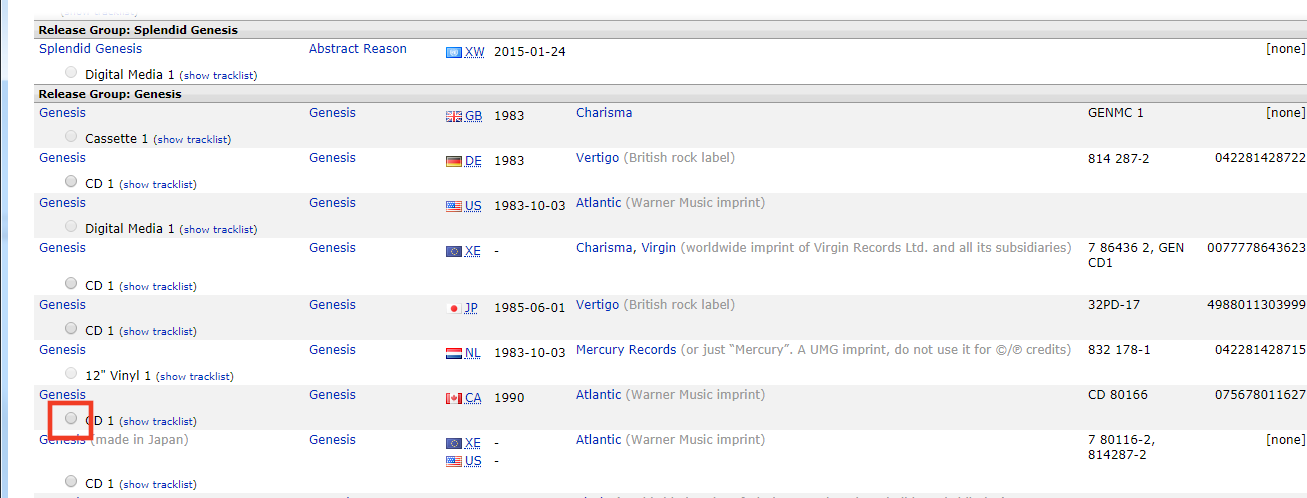 Release Group: Splendid Genesis
Splendid Genesis Abstract Reason XW 2015-01-24 [none]
Digital Media 1 (show tracklist)
Release Group: Genesis
Genesis Genesis GB 1983 Charisma GENMC 1 [none]
Cassette 1 (show tracklist)
Genesis Genesis DE 1983 Vertigo (British rock label) 814 287-2 042281428722
CD 1 (show tracklist)
Genesis Genesis US 1983-10-03 Atlantic (Warner Music imprint)
Digital Media 1 (show tracklist)
Genesis Genesis XE - Charisma, Virgin (worldwide imprint of Virgin Records Ltd. and all its subsidiaries) 7 86436 2, GEN 0077778643623
CD1
CD 1 (show tracklist)
Genesis Genesis JP 1985-06-01 Vertigo (British rock label) 32PD-17 4988011303999
CD 1 (show tracklist)
Genesis Genesis NL 1983-10-03 Mercury Records (or just “Mercury”. A UMG imprint, do not use it for ©/℗ credits) 832 178-1 042281428715
12" Vinyl 1 (show tracklist)
Genesis Genesis CA 1990 Atlantic (Warner Music imprint) CD 80166 075678011627
CD 1 (show tracklist)
Genesis (made in Japan) Genesis XE - Atlantic (Warner Music imprint) 7 80116-2, [none]
US - 814287-2
CD 1 (show tracklist)